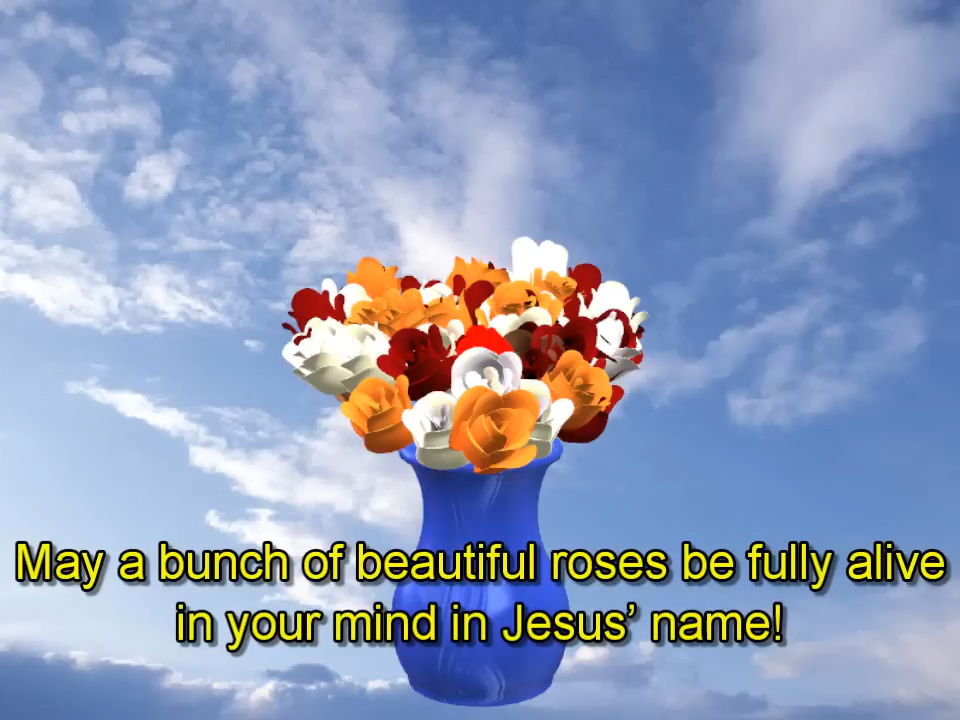 May a bunch of beautiful roses be fully alive
in your mind in Jesus’ name!